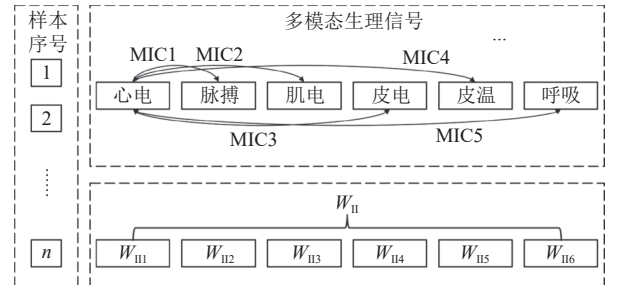 样本
序号
多模态生理信号
...
MIC1 MIC2 MIC4
1
心电 脉搏 肌电 皮电 皮温 呼吸
2
MIC3 MIC5
......
W_II
n
W_II1 W_II2 W_II3 W_II4 W_II5 W_II6